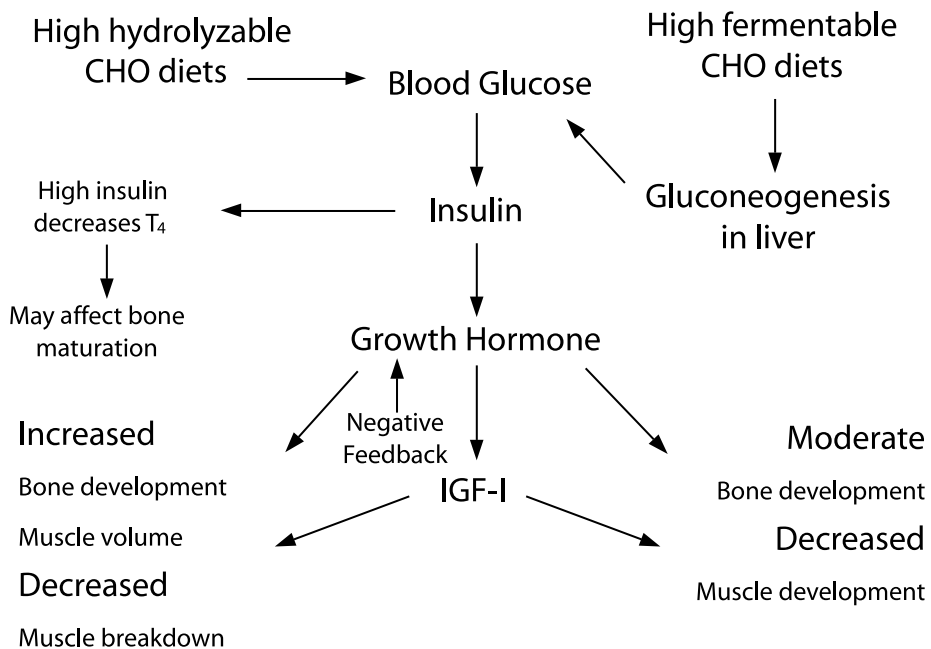 High hydrolyzable
CHO diets
High fermentable
CHO diets
Blood Glucose
High insulin
decreases T₄
Insulin
Gluconeogenesis
in liver
May affect bone
maturation
Growth Hormone
Negative
Feedback
Increased
Bone development
Muscle volume
Decreased
Muscle breakdown
IGF-I
Moderate
Bone development
Decreased
Muscle development